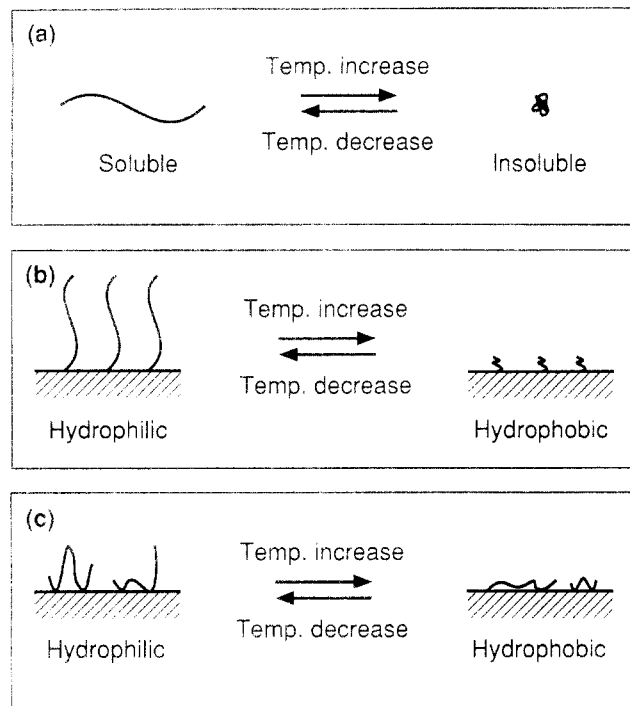 (a)
Temp. increase
Temp. decrease
Soluble
Insoluble
(b)
Temp. increase
Temp. decrease
Hydrophilic
Hydrophobic
(c)
Temp. increase
Temp. decrease
Hydrophilic
Hydrophobic